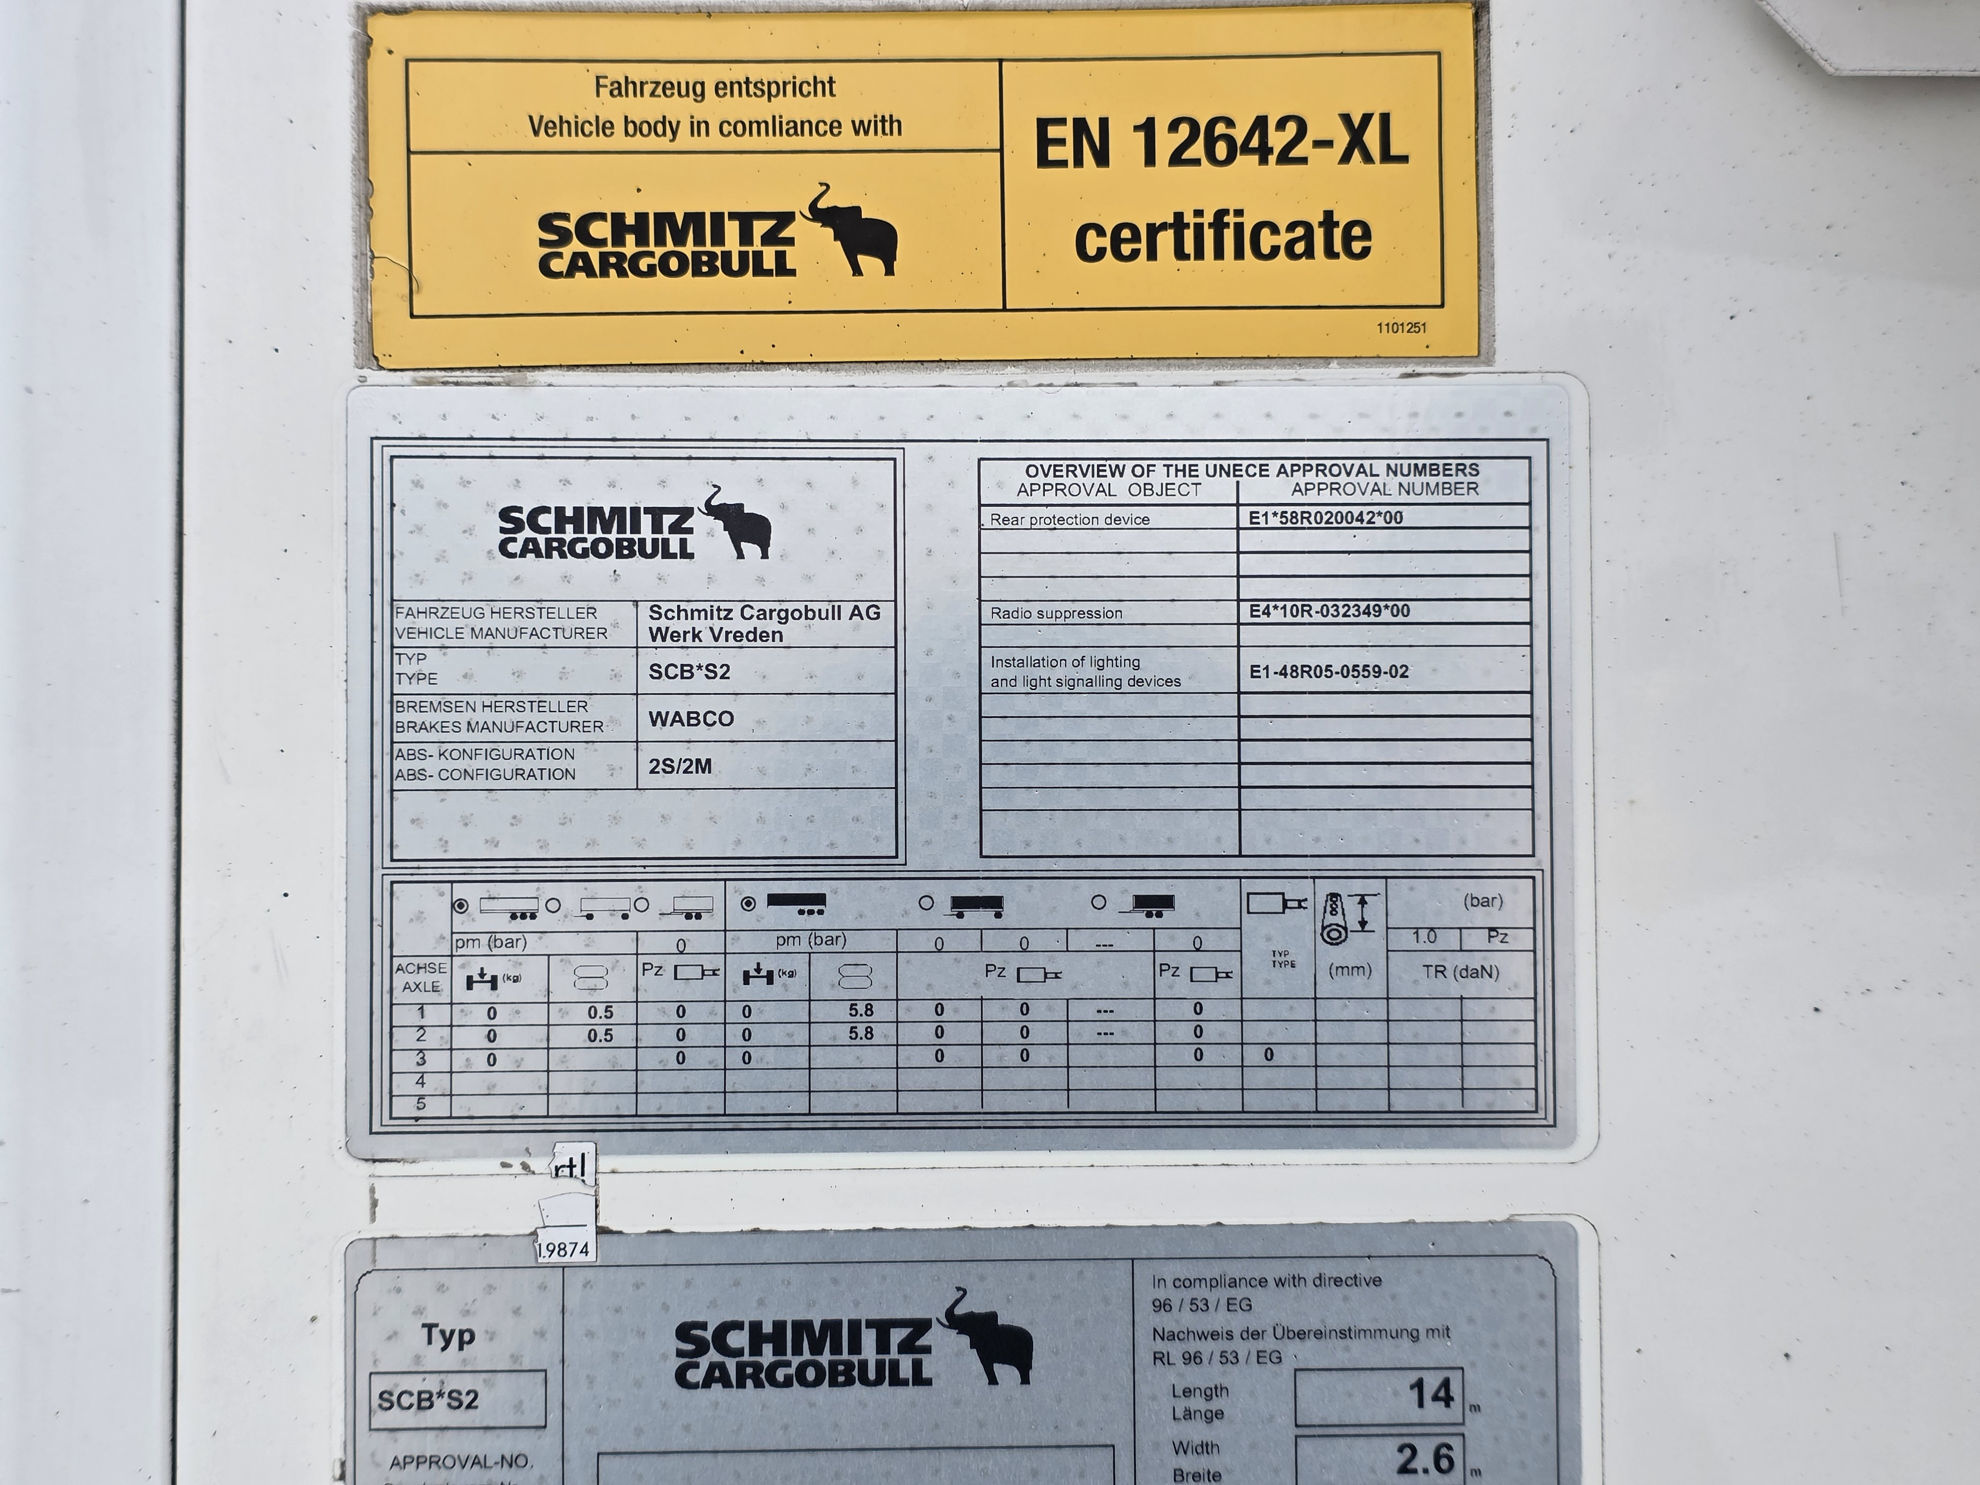 Fahrzeug entspricht
Vehicle body in comliance with
SCHMITZ
CARGOBULL
EN 12642-XL
certificate
1101251
SCHMITZ
CARGOBULL
FAHRZEUG HERSTELLER
VEHICLE MANUFACTURER
Schmitz Cargobull AG
Werk Vreden
TYP
TYPE
SCB*S2
BREMSEN HERSTELLER
BRAKES MANUFACTURER
WABCO
ABS- KONFIGURATION
ABS- CONFIGURATION
2S/2M
OVERVIEW OF THE UNECE APPROVAL NUMBERS
APPROVAL OBJECT APPROVAL NUMBER
Rear protection device E1*58R020042*00
Radio suppression E4*10R-032349*00
Installation of lighting
and light signalling devices
E1-48R05-0559-02
(bar)
pm (bar) 0 pm (bar) 0 0 --- 0 1.0 Pz
TYP
TYPE
ACHSE
AXLE
(kg) Pz (kg) Pz Pz (mm) TR (daN)
1 0 0.5 0 0 5.8 0 0 --- 0
2 0 0.5 0 0 5.8 0 0 --- 0
3 0 0 0 0 0 0 0
4
5
rtl
19874
Typ
SCB*S2
APPROVAL-NO.
SCHMITZ
CARGOBULL
In compliance with directive
96 / 53 / EG
Nachweis der Übereinstimmung mit
RL 96 / 53 / EG
Length
Länge
14 m
Width
Breite
2.6 m